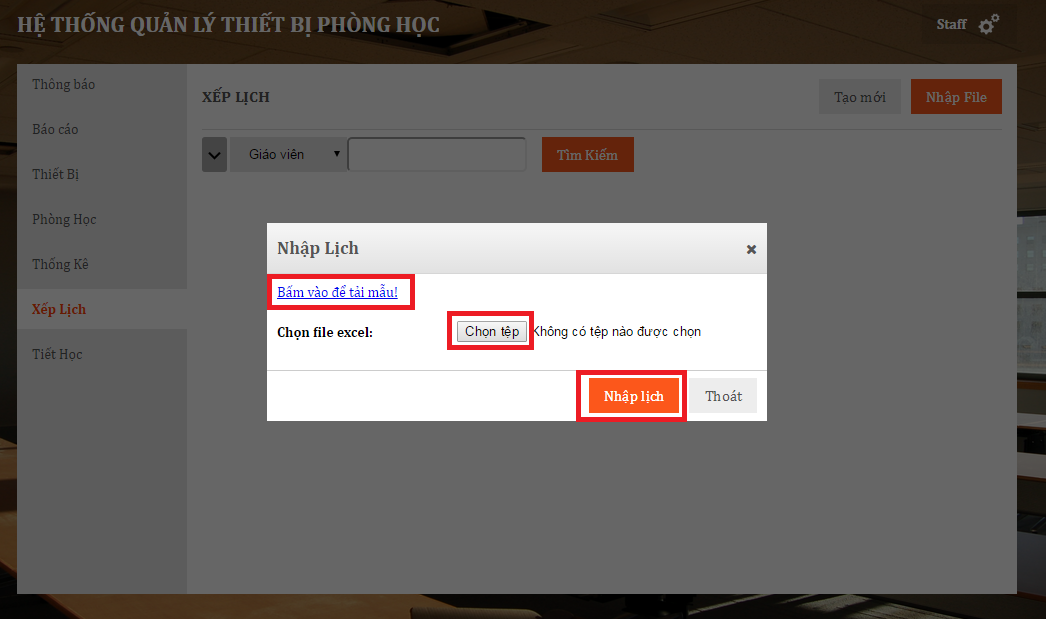 HỆ THỐNG QUẢN LÝ THIẾT BỊ PHÒNG HỌC
Staff
Thông báo
Báo cáo
Thiết Bị
Phòng Học
Thống Kê
Xếp Lịch
Tiết Học
XẾP LỊCH
Tạo mới
Nhập File
Giáo viên
Tìm Kiếm
Nhập Lịch
Bấm vào để tải mẫu!
Chọn file excel:
Chọn tệp Không có tệp nào được chọn
Nhập lịch
Thoát